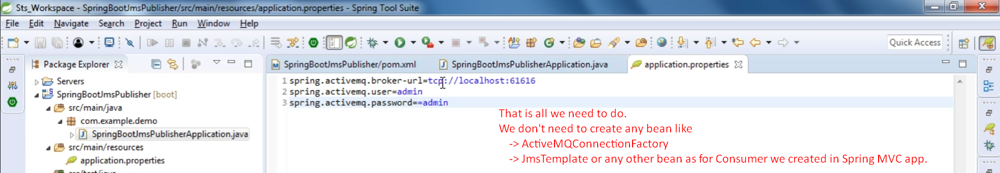 Sts_Workspace - SpringBootJmsPublisher/src/main/resources/application.properties - Spring Tool Suite
File Edit Navigate Search Project Run Window Help
Quick Access
Package Explorer
SpringBootJmsPublisher/pom.xml
SpringBootJmsPublisherApplication.java
application.properties
Servers
SpringBootJmsPublisher [boot]
src/main/java
com.example.demo
SpringBootJmsPublisherApplication.java
src/main/resources
application.properties
src/test/java
1 spring.activemq.broker-url=tcp://localhost:61616
2 spring.activemq.user=admin
3 spring.activemq.password==admin
That is all we need to do.
We don't need to create any bean like
-> ActiveMQConnectionFactory
-> JmsTemplate or any other bean as for Consumer we created in Spring MVC app.